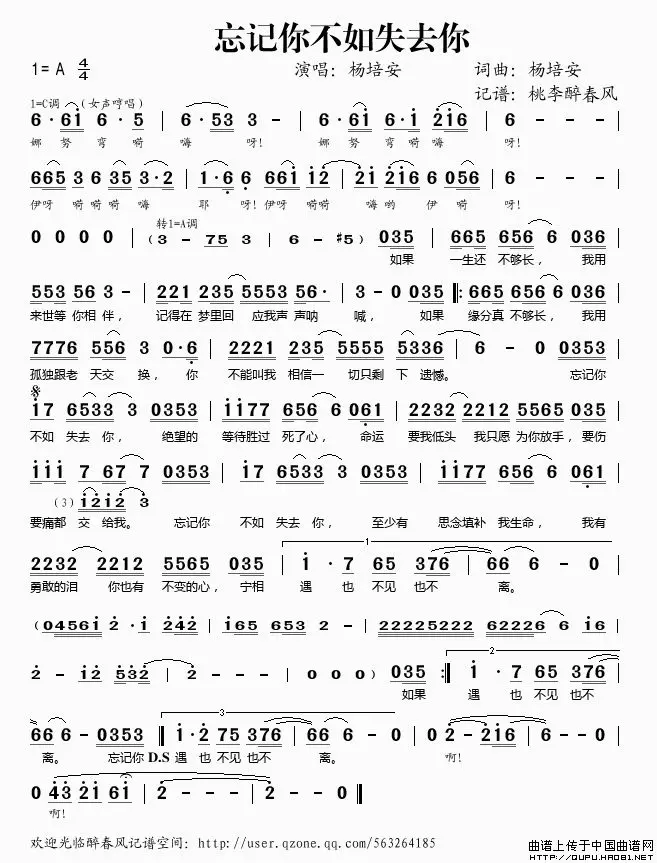 忘记你不如失去你
1= A 4/4 演唱：杨培安 词曲：杨培安
记谱：桃李醉春风
1=C调 （女声哼唱）
6 · 6i 6 · 5 | 6 · 53 3 - | 6 · 6i 6·i 2i6 | 6 - - - |
娜 努 弯 嗬 嗨 呀！ 娜 努 弯 嗬 嗨 呀！
665 3 6 35 3·2 | 1·6 6 661 12 | 2i 2i6 6 056 | 6 - - - |
伊呀 嗬嗬嗬 嗨 耶 呀！伊呀 嗬嗬 嗨哟 伊 嗬 呀！
转1=A调
0 0 0 0 | （3 - 75 3 | 6 - - #5） | 035 | 665 656 6 036 |
如果 一生还 不够长， 我用
553 56 3 - | 221 235 5553 56· | 3 - 0 035 |: 665 656 6 036 |
来世等 你相 伴， 记得在 梦里回 应我声 声呐 喊， 如果 缘分真 不够长， 我用
7776 556 3 0·6 | 2221 235 5555 5336 | 6 - 0 0353 |
孤独跟老 天交 换， 你 不能叫我 相信一 切只剩 下 遗憾。 忘记你
i7 6533 3 0353 | ii77 656 6 061 | 2232 2212 5565 035 |
不如 失去 你， 绝望的 等待胜过 死了心， 命运 要我低头 我只愿 为你放手，要伤
iii 7 67 7 0353 | i7 6533 3 0353 | ii77 656 6 061 |
（3） i2i2 3
要痛都 交 给我。 忘记你 不如 失去 你， 至少有 思念填补 我生命， 我有
2232 2212 5565 035 | 1 i · 7 65 376 | 66 6 - 0 |
勇敢的泪 你也有 不变的心，宁相 遇 也 不见 也不 离。
（0456i 2 · i 242 | i6i 653 2 - | 22225222 62226 6 i6 |
2 - i2 532 | 2 - - - | 0 0 0） 035 :| 2 i · 7 65 376 |
如果 遇 也 不见 也不
66 6 - 0353 | 3 i·2 75 376 | 66 6 - 0 | 02 - 2i6 | 6 - - - |
离。 忘记你 D.S 遇 也 不见 也不 离。 啊！
0 43 2i 6i | 2 - - - | 2 - - 0 |
啊！
欢迎光临醉春风记谱空间：http://user.qzone.qq.com/563264185
曲谱上传于中国曲谱网
QUPU.HAO81.NET